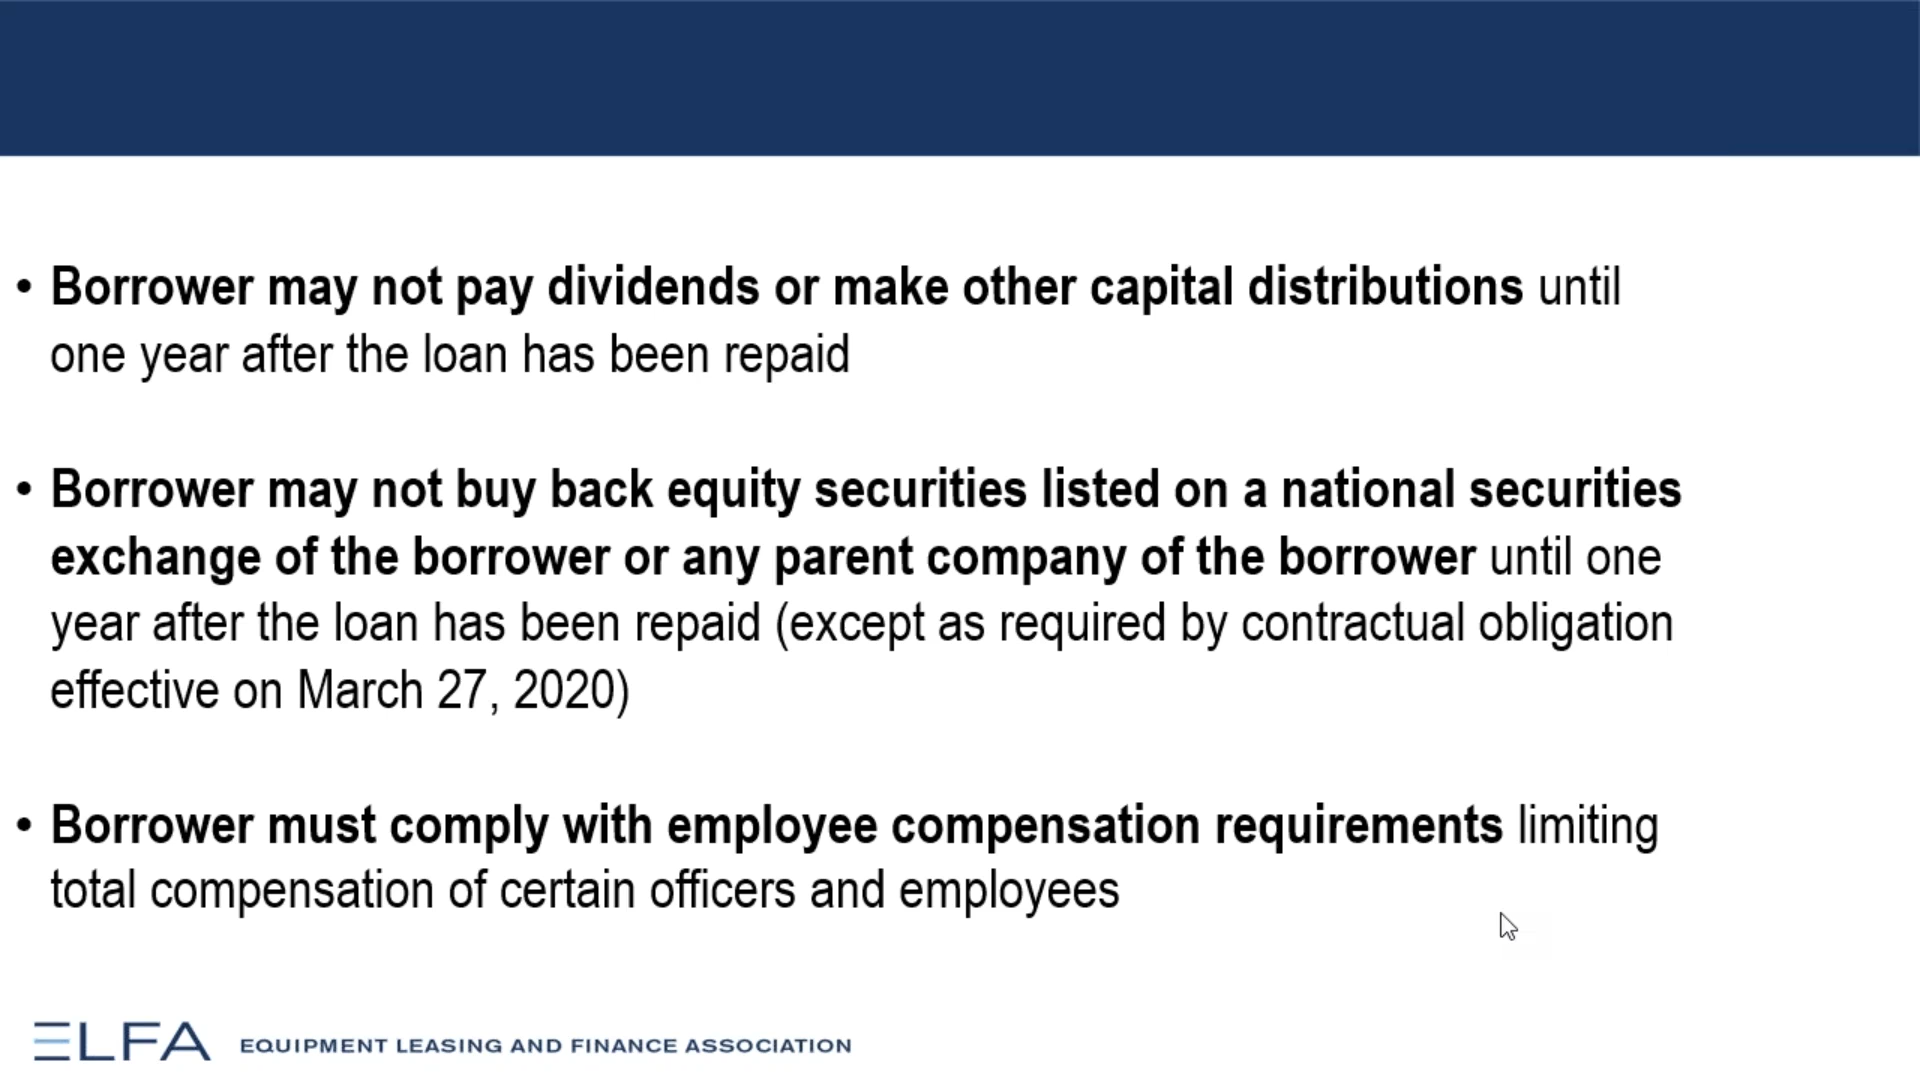 • Borrower may not pay dividends or make other capital distributions until
one year after the loan has been repaid
• Borrower may not buy back equity securities listed on a national securities
exchange of the borrower or any parent company of the borrower until one
year after the loan has been repaid (except as required by contractual obligation
effective on March 27, 2020)
• Borrower must comply with employee compensation requirements limiting
total compensation of certain officers and employees
ELFA EQUIPMENT LEASING AND FINANCE ASSOCIATION